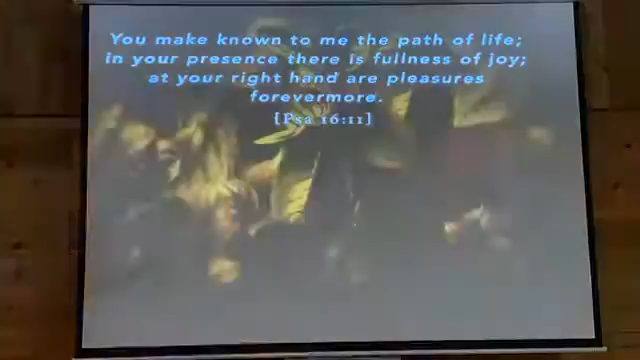 You make known to me the path of life;
in your presence there is fullness of joy;
at your right hand are pleasures
forevermore.
[Psa 16:11]